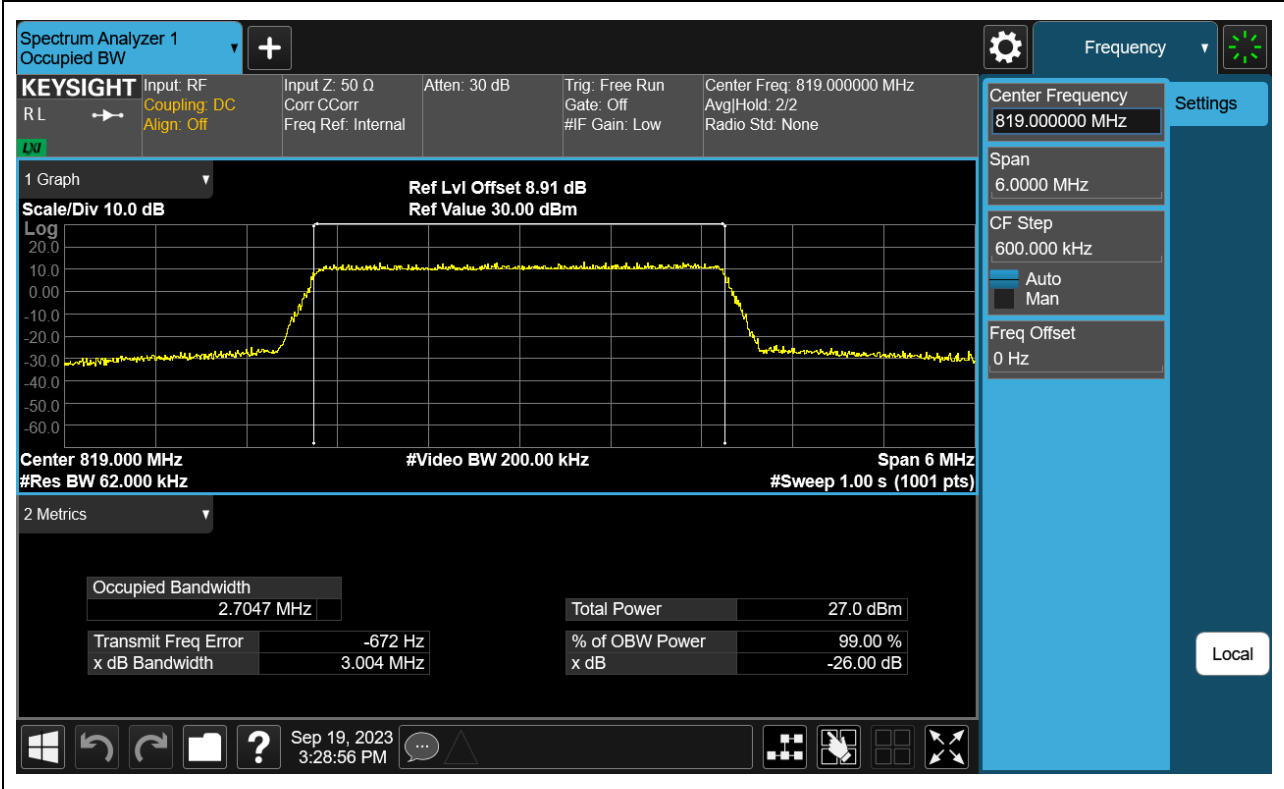 Spectrum Analyzer 1
Occupied BW
Frequency
KEYSIGHT
R L
LXI
Input: RF
Coupling: DC
Align: Off
Input Z: 50 Ω
Corr CCorr
Freq Ref: Internal
Atten: 30 dB
Trig: Free Run
Gate: Off
#IF Gain: Low
Center Freq: 819.000000 MHz
Avg|Hold: 2/2
Radio Std: None
Center Frequency
819.000000 MHz
Settings
Span
6.0000 MHz
CF Step
600.000 kHz
Auto
Man
Freq Offset
0 Hz
Local
1 Graph
Scale/Div 10.0 dB
Ref Lvl Offset 8.91 dB
Ref Value 30.00 dBm
Log
20.0
10.0
0.00
-10.0
-20.0
-30.0
-40.0
-50.0
-60.0
Center 819.000 MHz
#Video BW 200.00 kHz
Span 6 MHz
#Res BW 62.000 kHz
#Sweep 1.00 s (1001 pts)
2 Metrics
Occupied Bandwidth
2.7047 MHz
Total Power 27.0 dBm
Transmit Freq Error -672 Hz
% of OBW Power 99.00 %
x dB Bandwidth 3.004 MHz
x dB -26.00 dB
?
Sep 19, 2023
3:28:56 PM